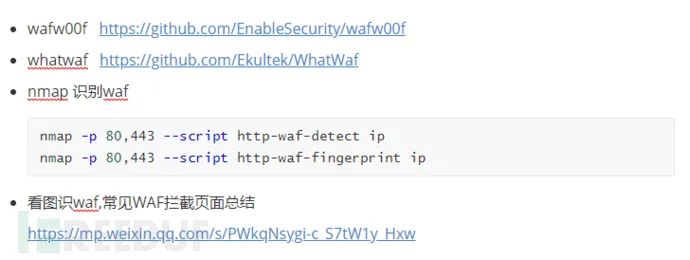 wafw00f https://github.com/EnableSecurity/wafw00f
whatwaf https://github.com/Ekultek/WhatWaf
nmap 识别waf
nmap -p 80,443 --script http-waf-detect ip
nmap -p 80,443 --script http-waf-fingerprint ip
看图识waf,常见WAF拦截页面总结
https://mp.weixin.qq.com/s/PWkqNsygi-c_S7tW1y_Hxw
REEBUF